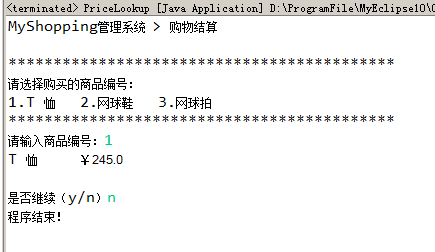 <terminated> PriceLookup [Java Application] D:\ProgramFile\MyEclipse10\
MyShopping管理系统 > 购物结算
******************************************
请选择购买的商品编号：
1.T 恤 2.网球鞋 3.网球拍
******************************************
请输入商品编号：1
T 恤 ￥245.0
是否继续（y/n）n
程序结束！